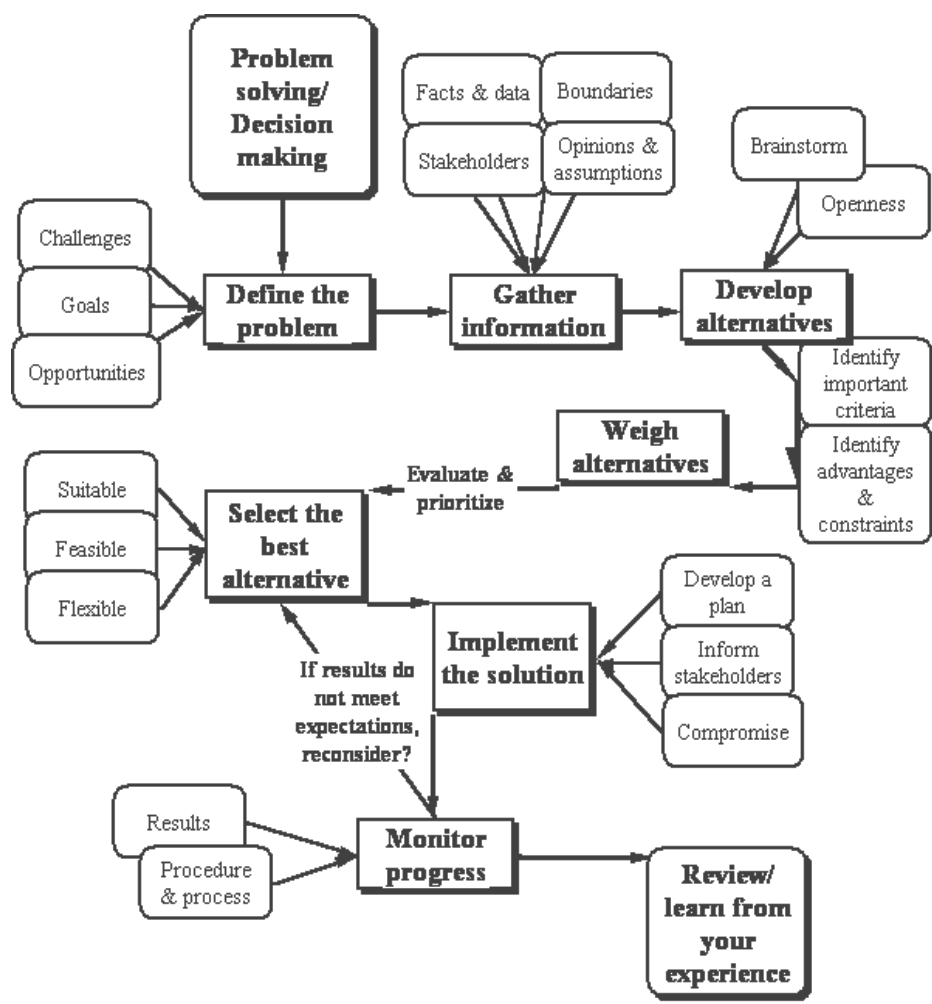 Problem
solving/
Decision
making
Facts & data
Boundaries
Stakeholders
Opinions &
assumptions
Brainstorm
Openness
Challenges
Goals
Opportunities
Define the
problem
Gather
information
Develop
alternatives
Identify
important
criteria
Identify
advantages
&
constraints
Weigh
alternatives
Evaluate &
prioritize
Suitable
Feasible
Flexible
Select the
best
alternative
Implement
the solution
Develop a
plan
Inform
stakeholders
Compromise
If results do
not meet
expectations,
reconsider?
Results
Procedure
& process
Monitor
progress
Review/
learn from
your
experience